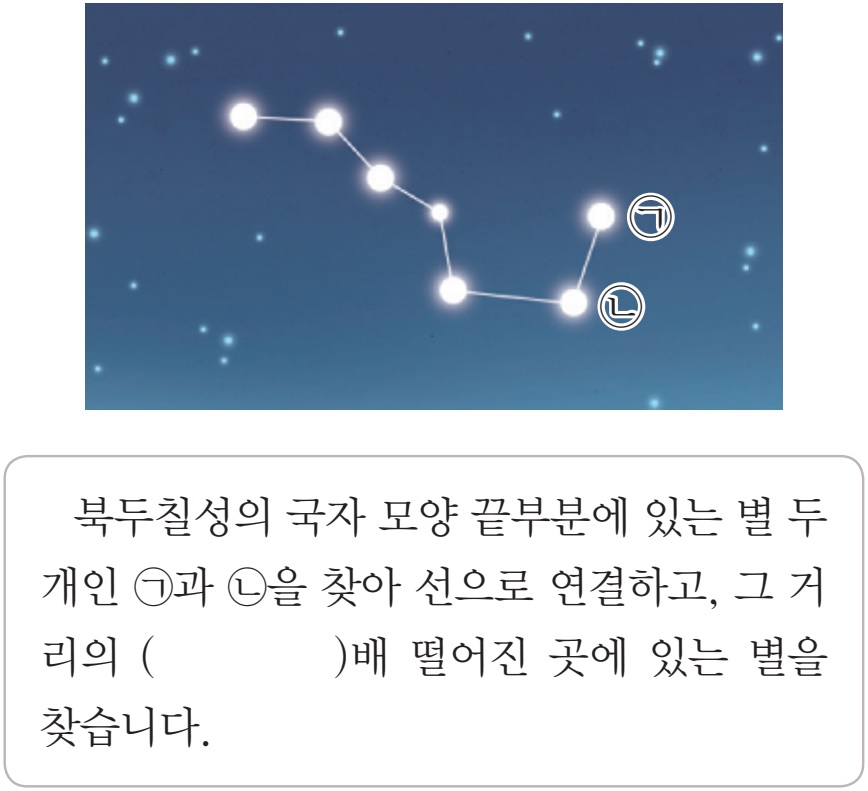 ㉠
㉡
북두칠성의 국자 모양 끝부분에 있는 별 두
개인 ㉠과 ㉡을 찾아 선으로 연결하고, 그 거
리의 (            )배 떨어진 곳에 있는 별을
찾습니다.